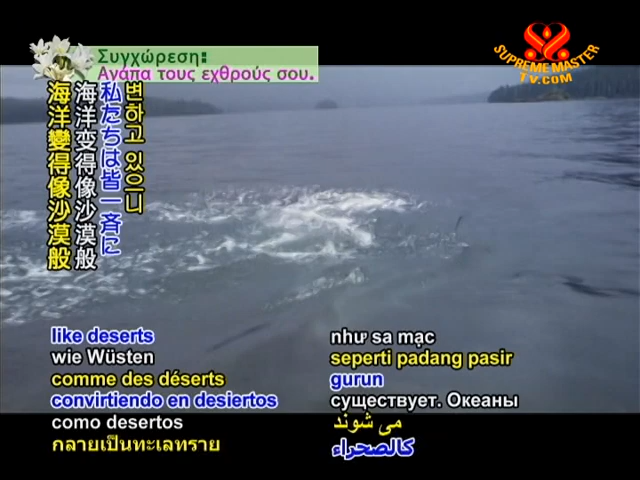 Συγχώρεση:
Αγάπα τους εχθρούς σου.
SUPREME MASTER
TV.COM
변하고 있으니
私たちは皆一斉に
海洋变得像沙漠般
海洋變得像沙漠般
like deserts
wie Wüsten
comme des déserts
convirtiendo en desiertos
como desertos
กลายเป็นทะเลทราย
như sa mạc
seperti padang pasir
gurun
существует. Океаны
می شوند
كالصحراء